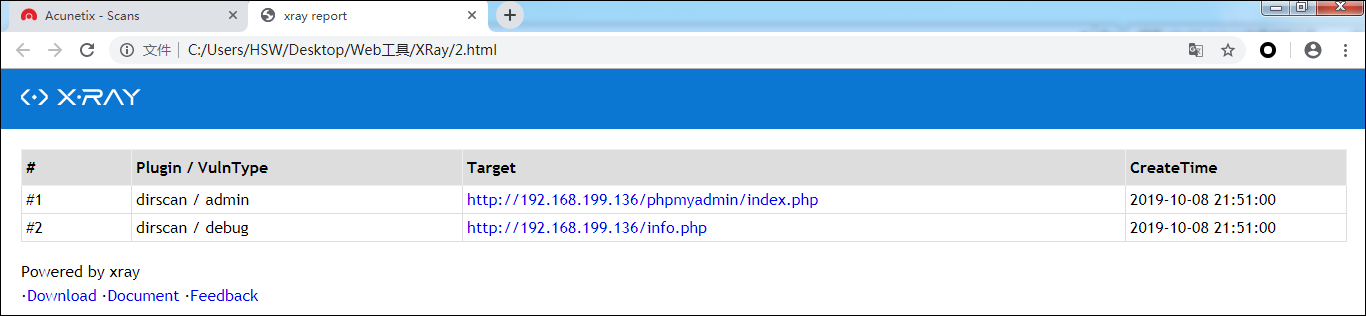 Acunetix - Scans
xray report
文件 C:/Users/HSW/Desktop/Web工具/XRay/2.html
X·RAY
# Plugin / VulnType Target CreateTime
#1 dirscan / admin http://192.168.199.136/phpmyadmin/index.php 2019-10-08 21:51:00
#2 dirscan / debug http://192.168.199.136/info.php 2019-10-08 21:51:00
Powered by xray
·Download ·Document ·Feedback